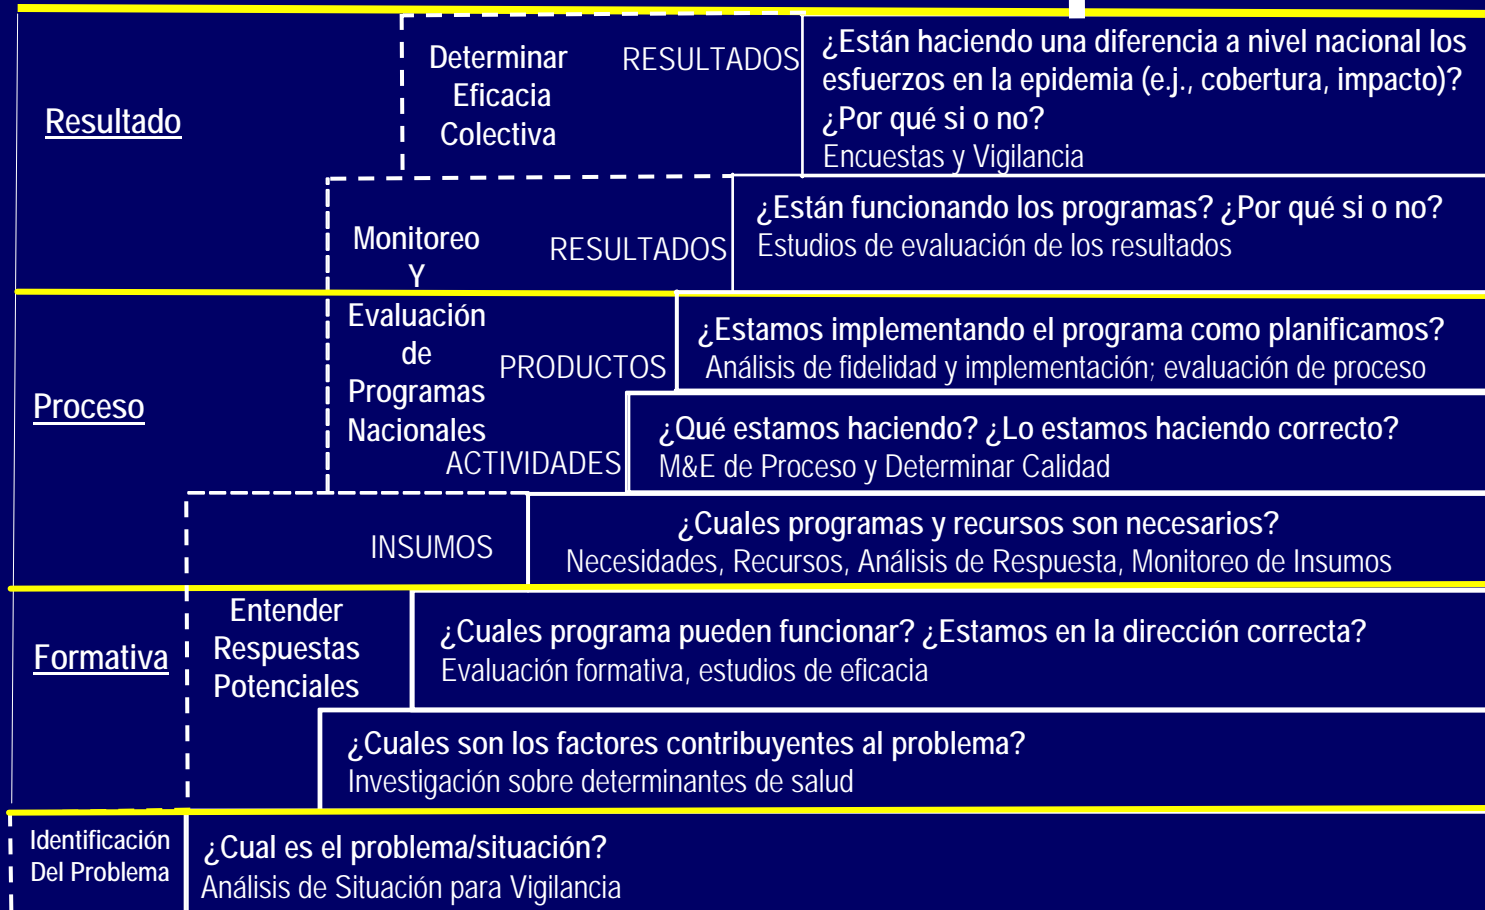 Resultado
Determinar
Eficacia
Colectiva
RESULTADOS
¿Están haciendo una diferencia a nivel nacional los
esfuerzos en la epidemia (e.j., cobertura, impacto)?
¿Por qué si o no?
Encuestas y Vigilancia
Monitoreo
Y
Evaluación
de
Programas
Nacionales
RESULTADOS
¿Están funcionando los programas? ¿Por qué si o no?
Estudios de evaluación de los resultados
Proceso
PRODUCTOS
¿Estamos implementando el programa como planificamos?
Análisis de fidelidad y implementación; evaluación de proceso
ACTIVIDADES
¿Qué estamos haciendo? ¿Lo estamos haciendo correcto?
M&E de Proceso y Determinar Calidad
INSUMOS
¿Cuales programas y recursos son necesarios?
Necesidades, Recursos, Análisis de Respuesta, Monitoreo de Insumos
Formativa
Entender
Respuestas
Potenciales
¿Cuales programa pueden funcionar? ¿Estamos en la dirección correcta?
Evaluación formativa, estudios de eficacia
¿Cuales son los factores contribuyentes al problema?
Investigación sobre determinantes de salud
Identificación
Del Problema
¿Cual es el problema/situación?
Análisis de Situación para Vigilancia